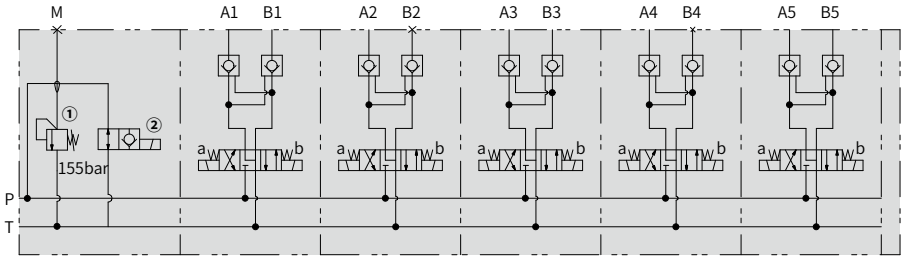 M A1 B1 A2 B2 A3 B3 A4 B4 A5 B5
① ②
a b a b a b a b a b
155bar
P
T